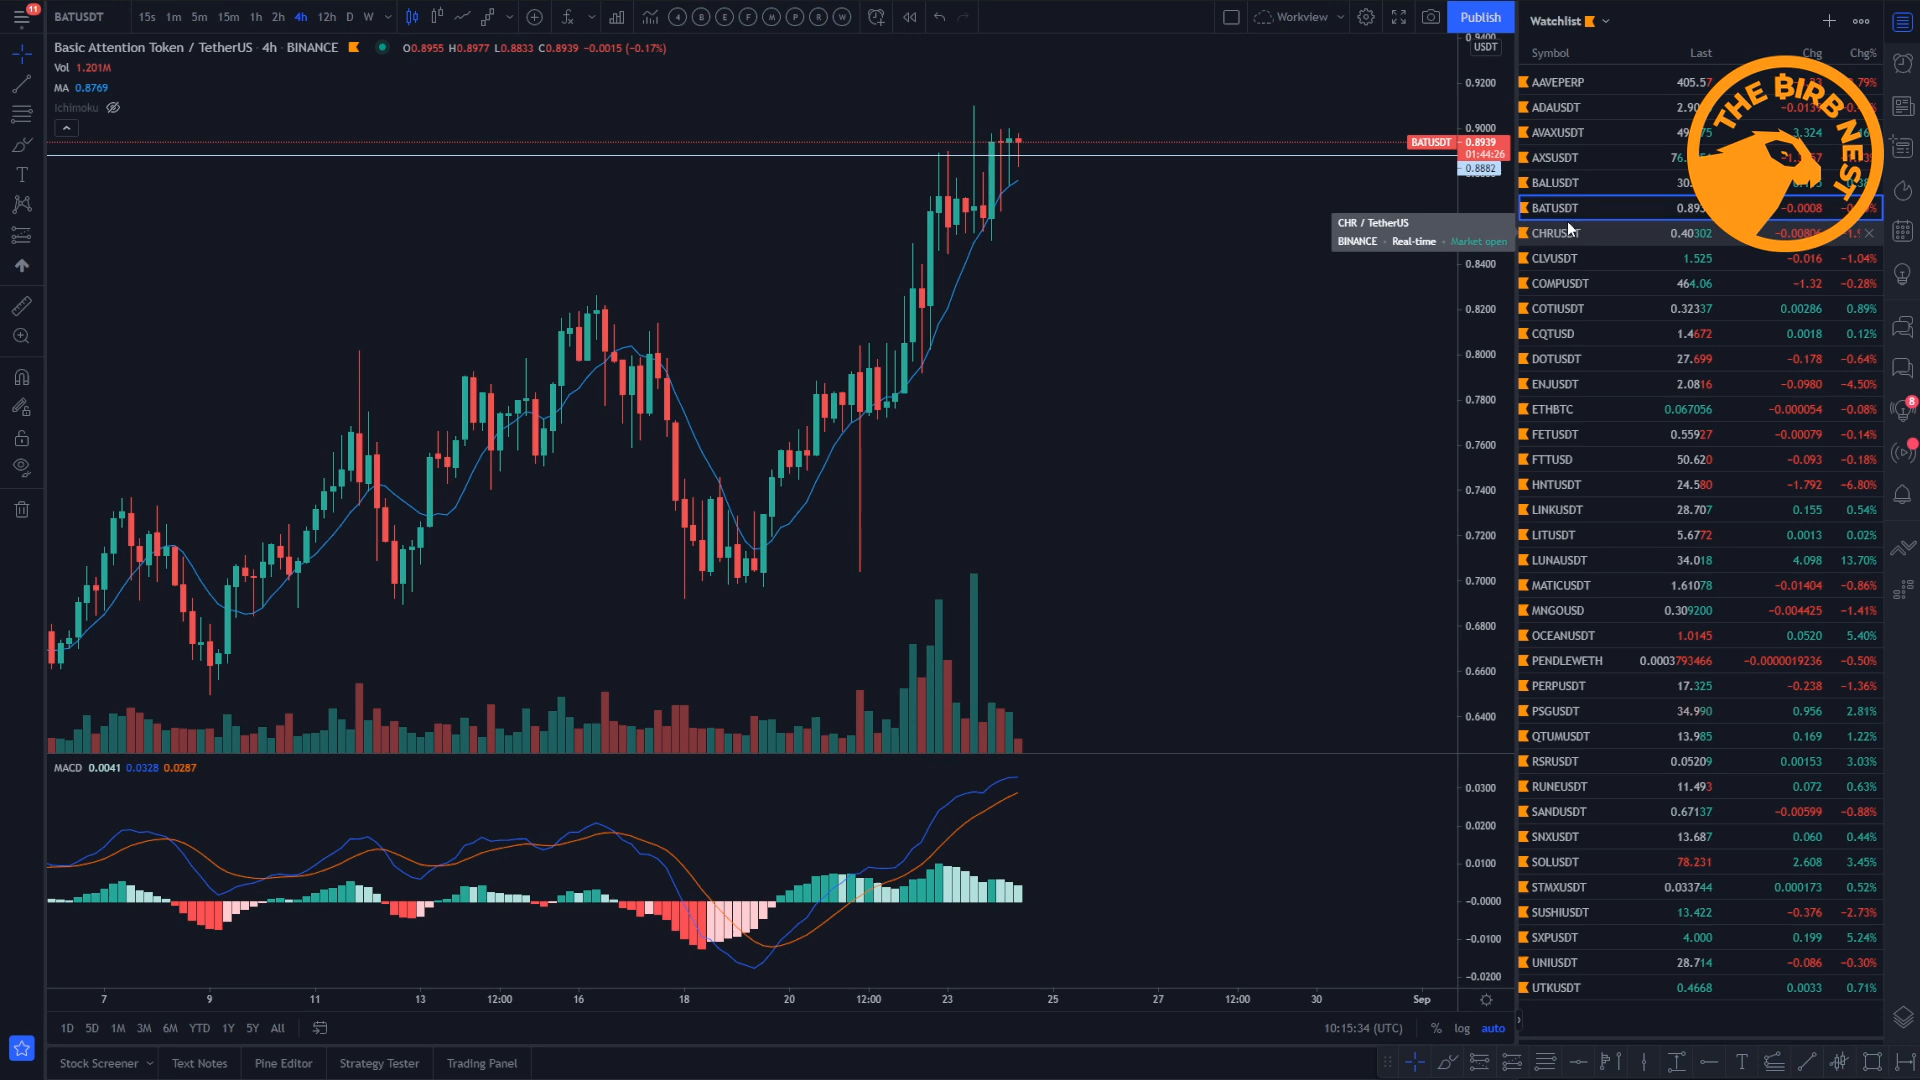 11
BATUSDT 15s 1m 5m 15m 1h 2h 4h 12h D W 4 B E F M P R W Workview Publish
Basic Attention Token / TetherUS · 4h · BINANCE O0.8955 H0.8977 L0.8833 C0.8939 −0.0015 (−0.17%)
Vol 1.201M
MA 0.8769
Ichimoku
USDT
0.9200
0.9000
BATUSDT 0.8939
01:44:26
0.8882
0.8400
0.8200
0.8000
0.7800
0.7600
0.7400
0.7200
0.7000
0.6800
0.6600
0.6400
MACD 0.0041 0.0328 0.0287
0.0300
0.0200
0.0100
−0.0000
−0.0100
−0.0200
7 9 11 13 12:00 16 18 20 12:00 23 25 27 12:00 30 Sep
1D 5D 1M 3M 6M YTD 1Y 5Y All 10:15:34 (UTC) % log auto
Stock Screener Text Notes Pine Editor Strategy Tester Trading Panel
CHR / TetherUS
BINANCE · Real-time · Market open
Watchlist
Symbol Last Chg Chg%
THE BIRB NEST
AAVEPERP 405.57
ADAUSDT 2.90
AVAXUSDT 3.324
AXSUSDT 76.
BALUSDT 30.
BATUSDT −0.0008
CHRUSDT 0.40302 −0.00806
CLVUSDT 1.525 −0.016 −1.04%
COMPUSDT 464.06 −1.32 −0.28%
COTIUSDT 0.32337 0.00286 0.89%
CQTUSD 1.4672 0.0018 0.12%
DOTUSDT 27.699 −0.178 −0.64%
ENJUSDT 2.0816 −0.0980 −4.50%
ETHBTC 0.067056 −0.000054 −0.08%
FETUSDT 0.55927 −0.00079 −0.14%
FTTUSD 50.620 −0.093 −0.18%
HNTUSDT 24.580 −1.792 −6.80%
LINKUSDT 28.707 0.155 0.54%
LITUSDT 5.6772 0.0013 0.02%
LUNAUSDT 34.018 4.098 13.70%
MATICUSDT 1.61078 −0.01404 −0.86%
MNGOUSD 0.309200 −0.004425 −1.41%
OCEANUSDT 1.0145 0.0520 5.40%
PENDLEWETH 0.0003793466 −0.0000019236 −0.50%
PERPUSDT 17.325 −0.238 −1.36%
PSGUSDT 34.990 0.956 2.81%
QTUMUSDT 13.985 0.169 1.22%
RSRUSDT 0.05209 0.00153 3.03%
RUNEUSDT 11.493 0.072 0.63%
SANDUSDT 0.67137 −0.00599 −0.88%
SNXUSDT 13.687 0.060 0.44%
SOLUSDT 78.231 2.608 3.45%
STMXUSDT 0.033744 0.000173 0.52%
SUSHIUSDT 13.422 −0.376 −2.73%
SXPUSDT 4.000 0.199 5.24%
UNIUSDT 28.714 −0.086 −0.30%
UTKUSDT 0.4668 0.0033 0.71%
8